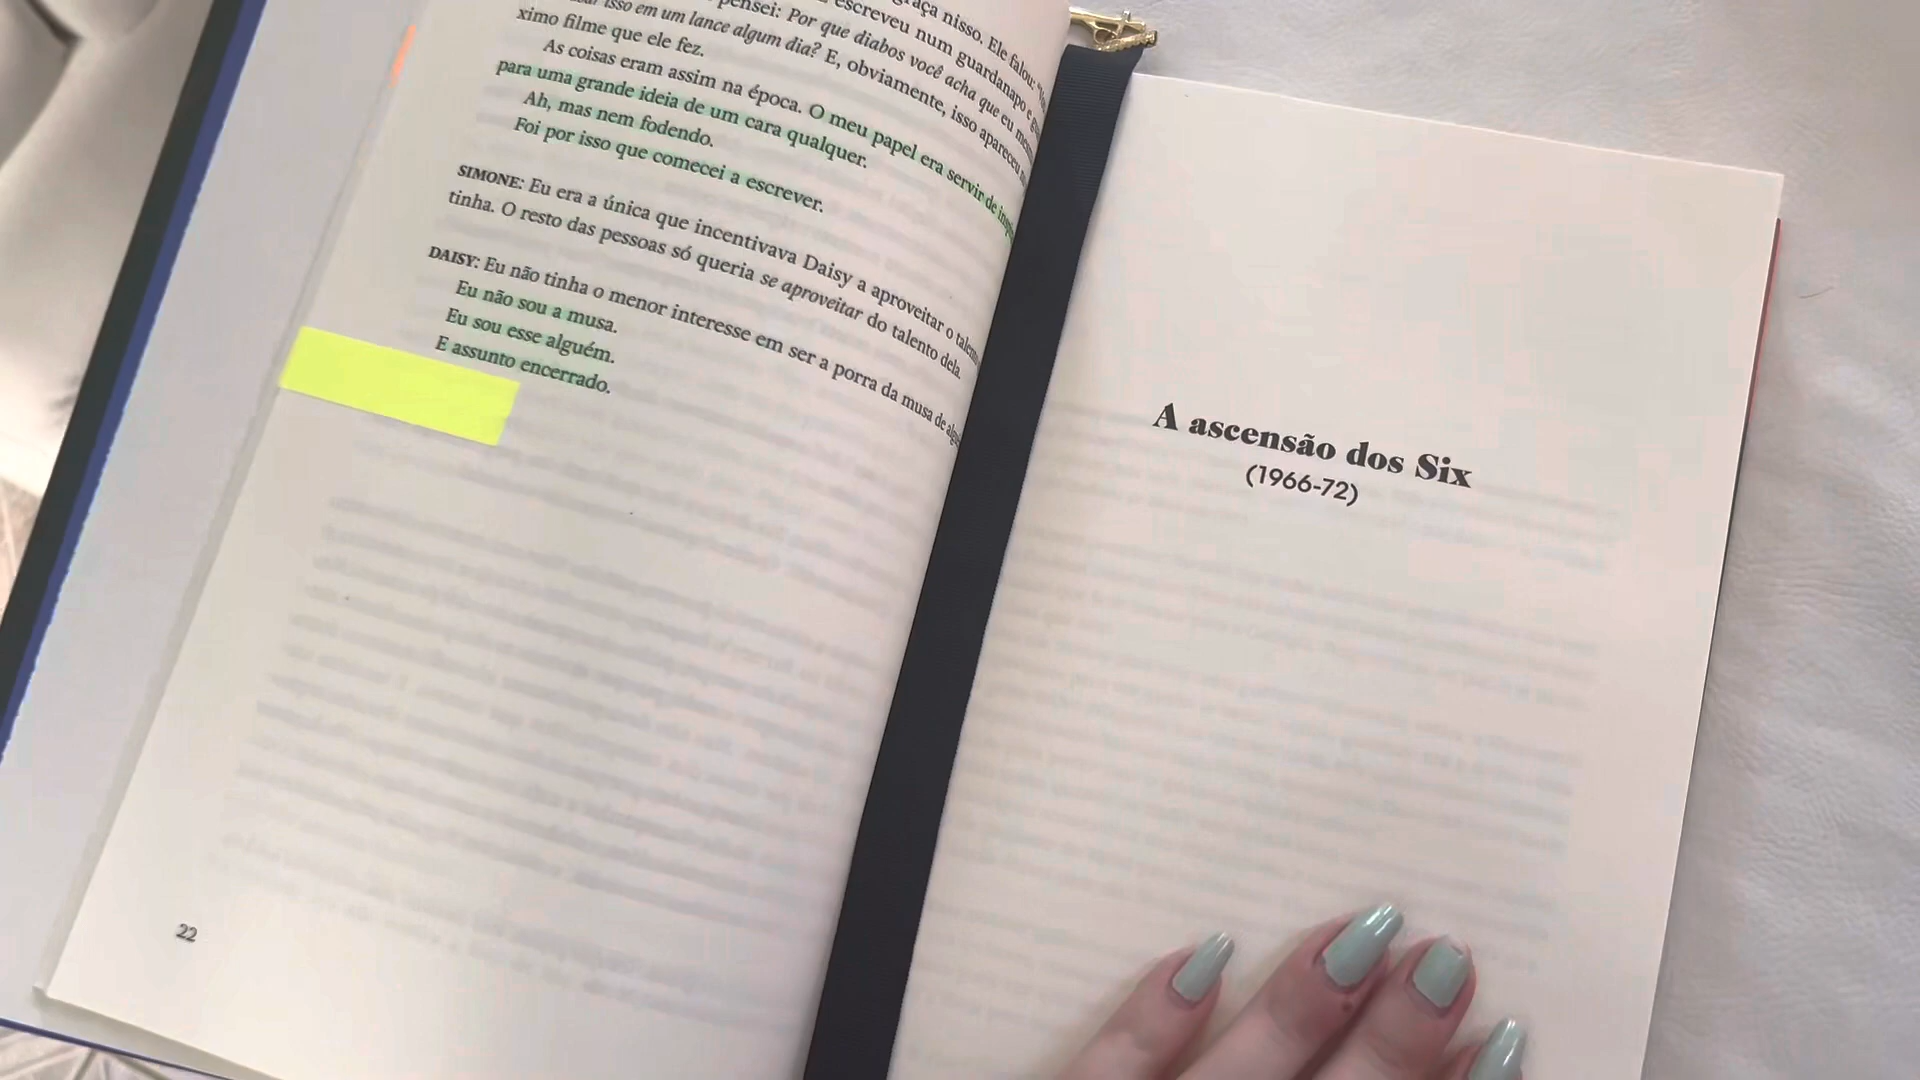 graça nisso. Ele falou:
pensei: Por que diabos você acha que eu
escreveu num guardanapo e
isso em um lance algum dia? E, obviamente, isso apareceu
ximo filme que ele fez.
As coisas eram assim na época. O meu papel era servir de
para uma grande ideia de um cara qualquer.
Ah, mas nem fodendo.
Foi por isso que comecei a escrever.
SIMONE: Eu era a única que incentivava Daisy a aproveitar o
tinha. O resto das pessoas só queria se aproveitar do talento dela.
DAISY: Eu não tinha o menor interesse em ser a porra da musa de
Eu não sou a musa.
Eu sou esse alguém.
E assunto encerrado.
22
A ascensão dos Six
(1966-72)